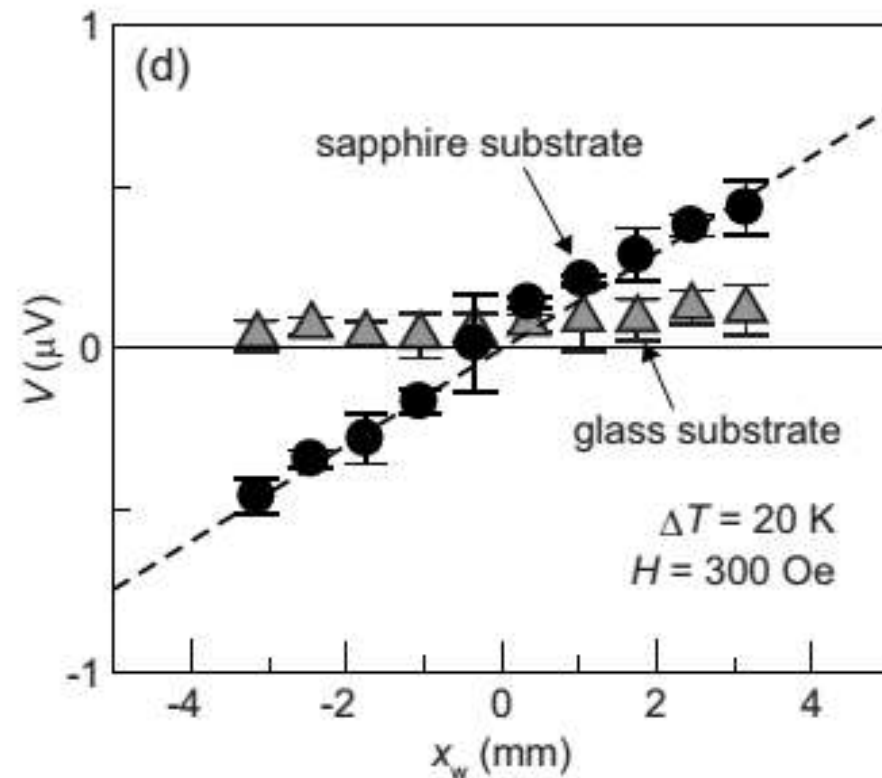 1
(d)
sapphire substrate
V (μV)
0
glass substrate
ΔT = 20 K
H = 300 Oe
-1
-4 -2 0 2 4
x_w (mm)